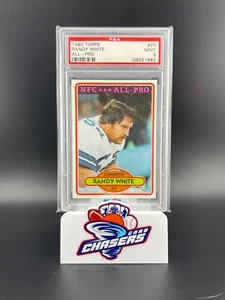 PSA
1980 TOPPS #70
RANDY WHITE MINT
ALL-PRO 9
08051983
NFC ★★★ ALL-PRO
COWBOYS
RANDY WHITE
DT
CARD
CHASERS